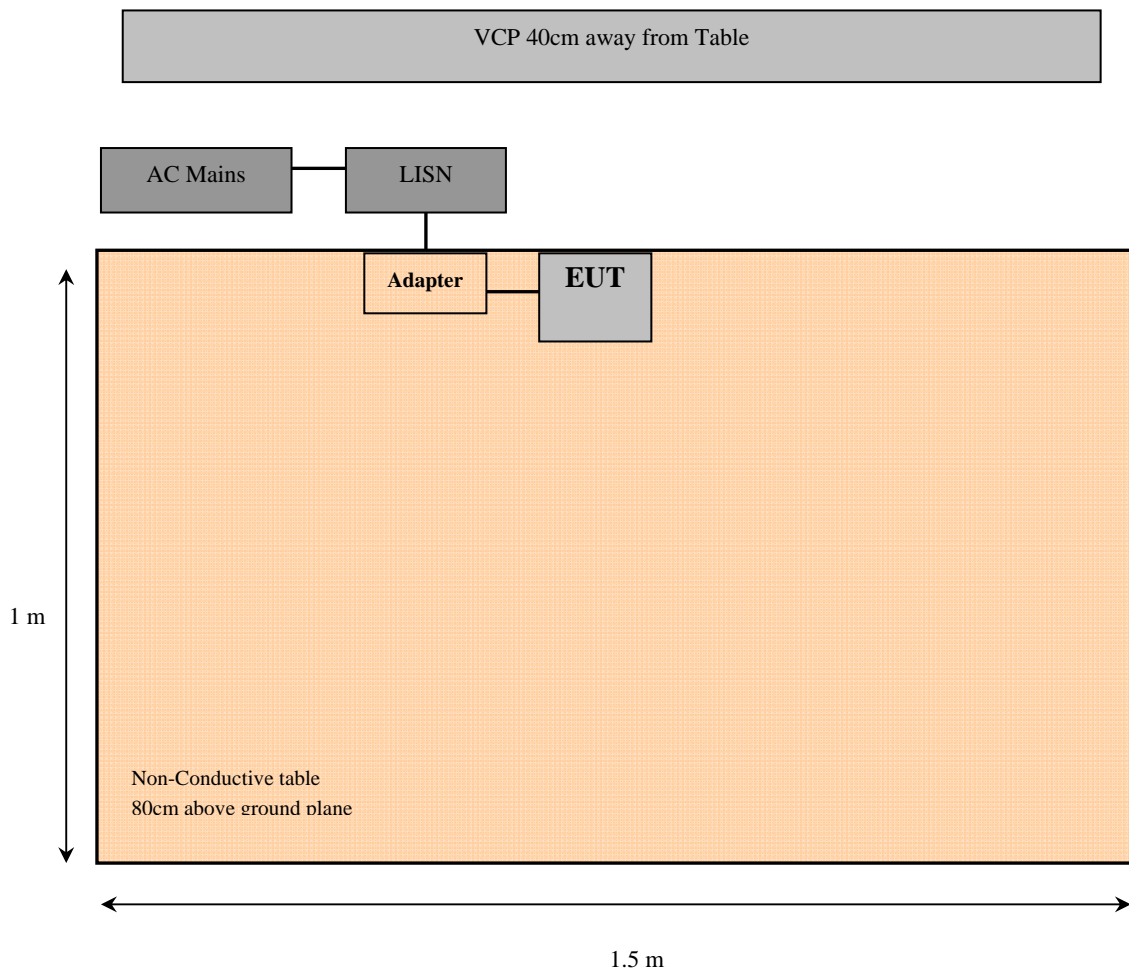 VCP 40cm away from Table
AC Mains
LISN
Adapter
EUT
1 m
Non-Conductive table
80cm above ground plane
1.5 m